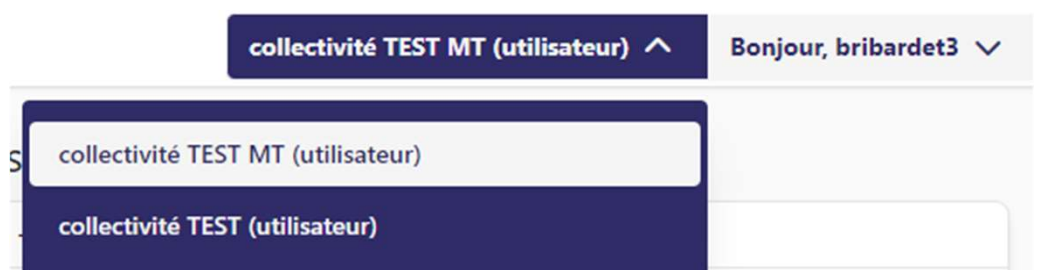 collectivité TEST MT (utilisateur)
Bonjour, bribardet3
collectivité TEST MT (utilisateur)
collectivité TEST (utilisateur)